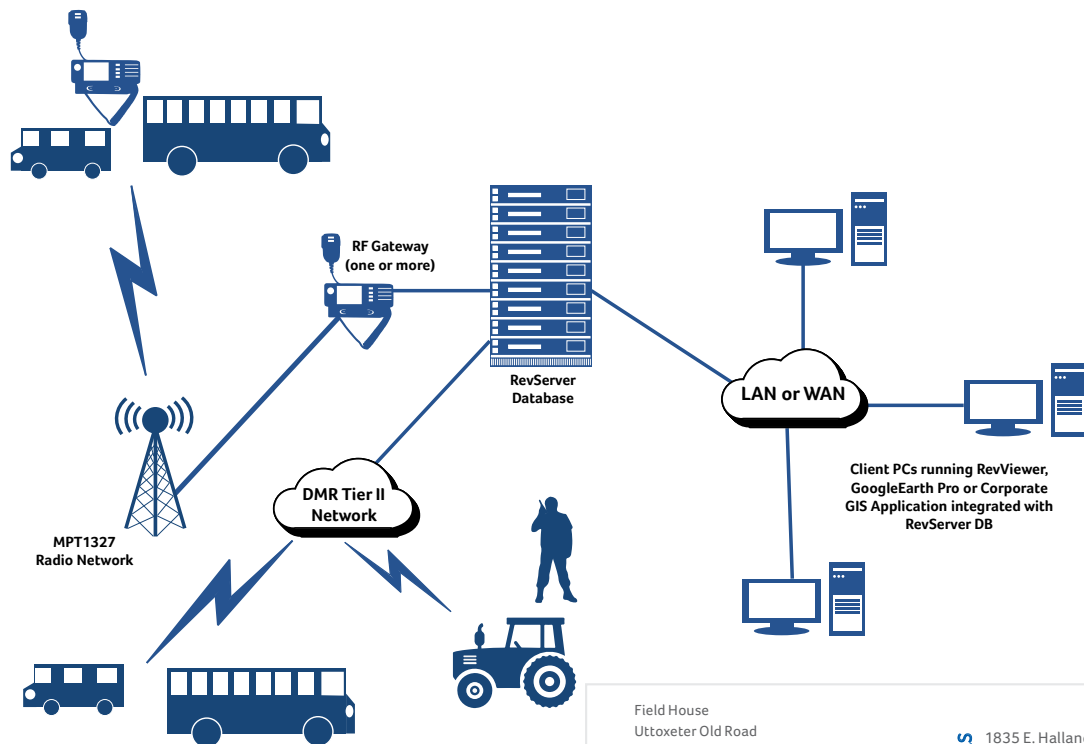 RF Gateway
(one or more)
RevServer
Database
LAN or WAN
Client PCs running RevViewer,
GoogleEarth Pro or Corporate
GIS Application integrated with
RevServer DB
DMR Tier II
Network
MPT1327
Radio Network
Field House
Uttoxeter Old Road
1835 E. Halland